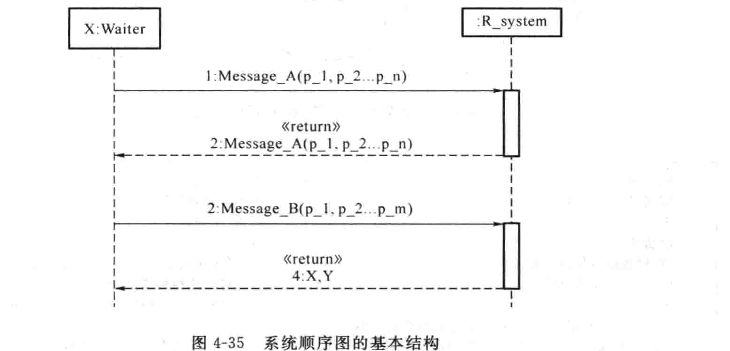 X:Waiter
:R_system
1:Message_A(p_1, p_2...p_n)
《return》
2:Message_A(p_1, p_2...p_n)
2:Message_B(p_1, p_2...p_m)
《return》
4:X,Y
图 4-35 系统顺序图的基本结构